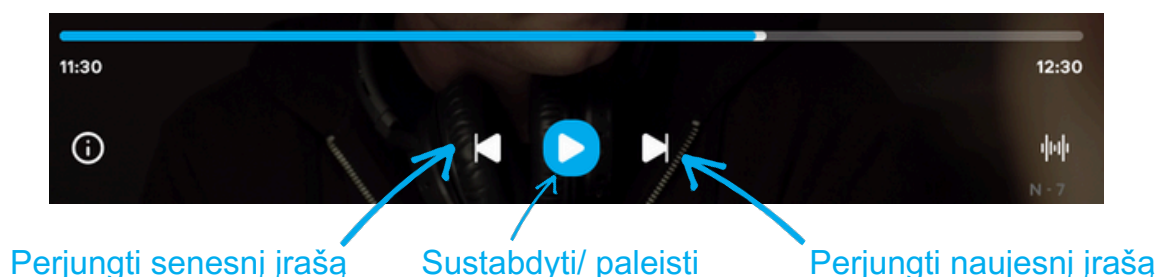 11:30
12:30
N - 7
Perjungti senesnį įrašą
Sustabdyti/ paleisti
Perjungti naujesnį įrašą